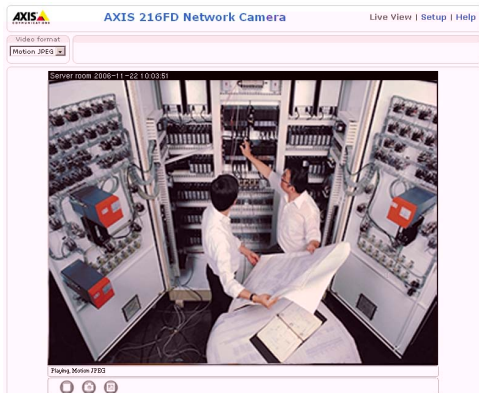 AXIS
COMMUNICATIONS
AXIS 216FD Network Camera
Live View | Setup | Help
Video format
Motion JPEG
Server room 2006-11-22 10:03:51
Playing, Motion JPEG